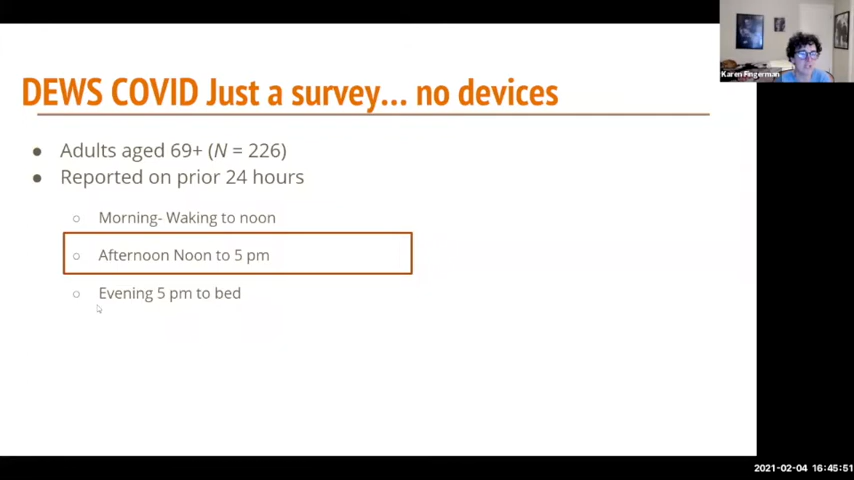 Karen Fingerman
DEWS COVID Just a survey... no devices
● Adults aged 69+ (N = 226)
● Reported on prior 24 hours
○ Morning- Waking to noon
○ Afternoon Noon to 5 pm
○ Evening 5 pm to bed
2021-02-04 16:45:51